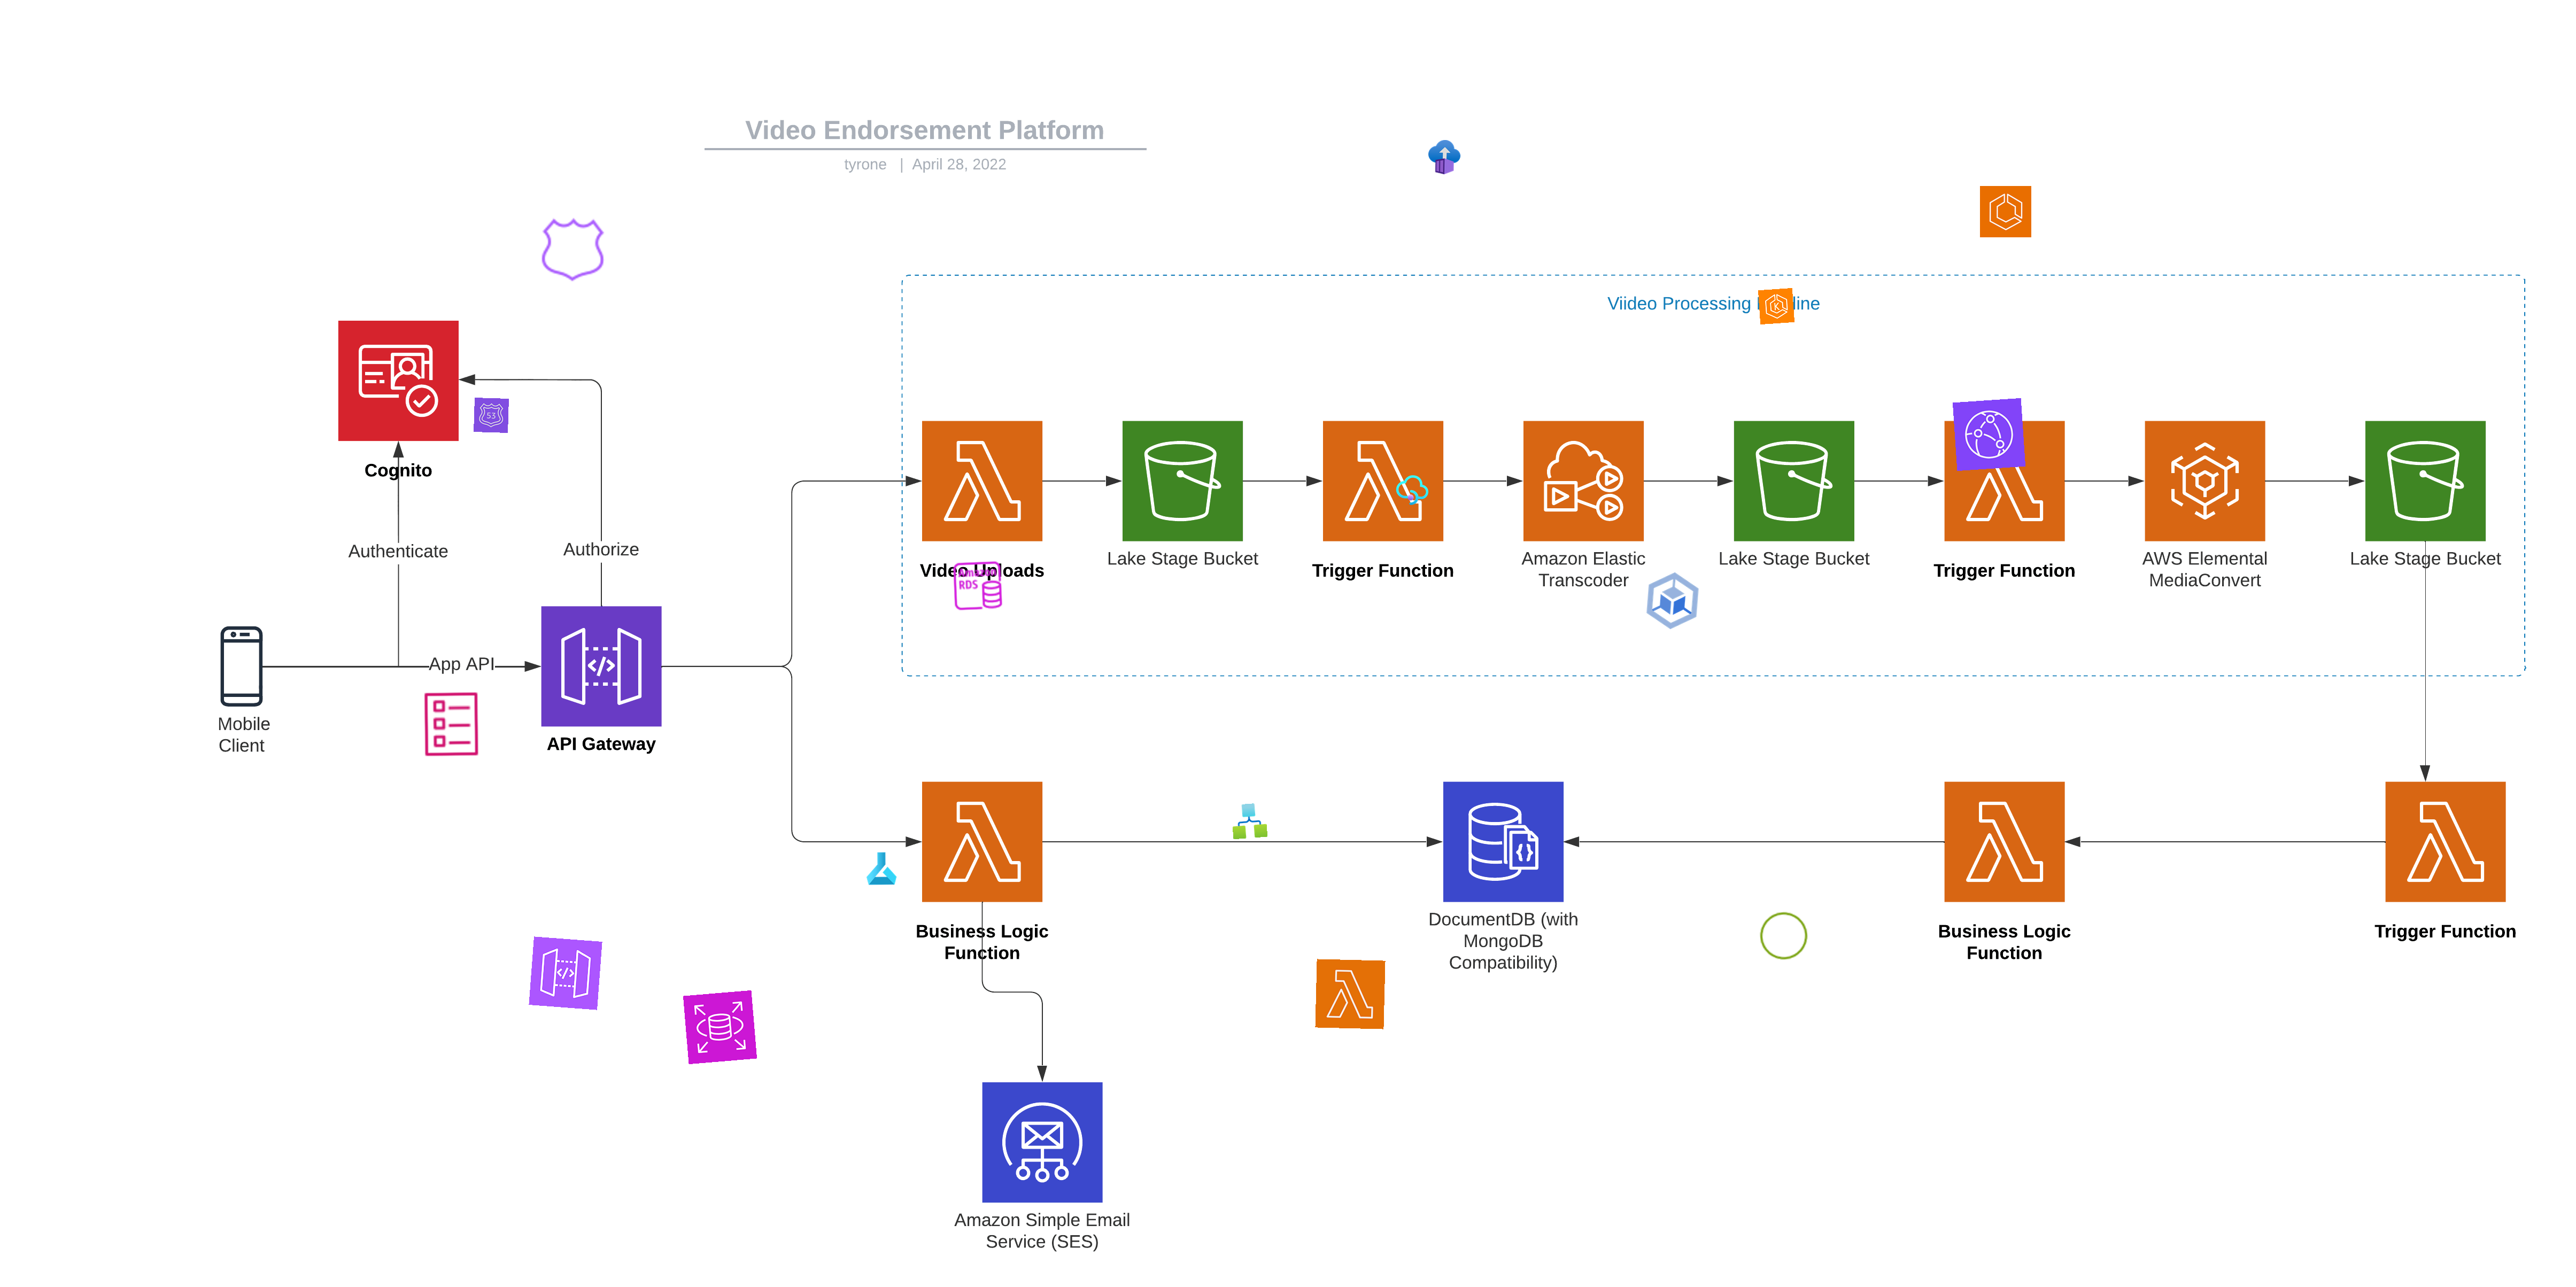 Video Endorsement Platform
tyrone | April 28, 2022
Viideo Processing line
53
K
Cognito
Authenticate
Authorize
Video Uploads
Amazon
RDS
Lake Stage Bucket
Trigger Function
Amazon Elastic
Transcoder
Lake Stage Bucket
Trigger Function
AWS Elemental
MediaConvert
Lake Stage Bucket
App API
Mobile
Client
API Gateway
Business Logic
Function
DocumentDB (with
MongoDB
Compatibility)
Business Logic
Function
Trigger Function
Amazon Simple Email
Service (SES)